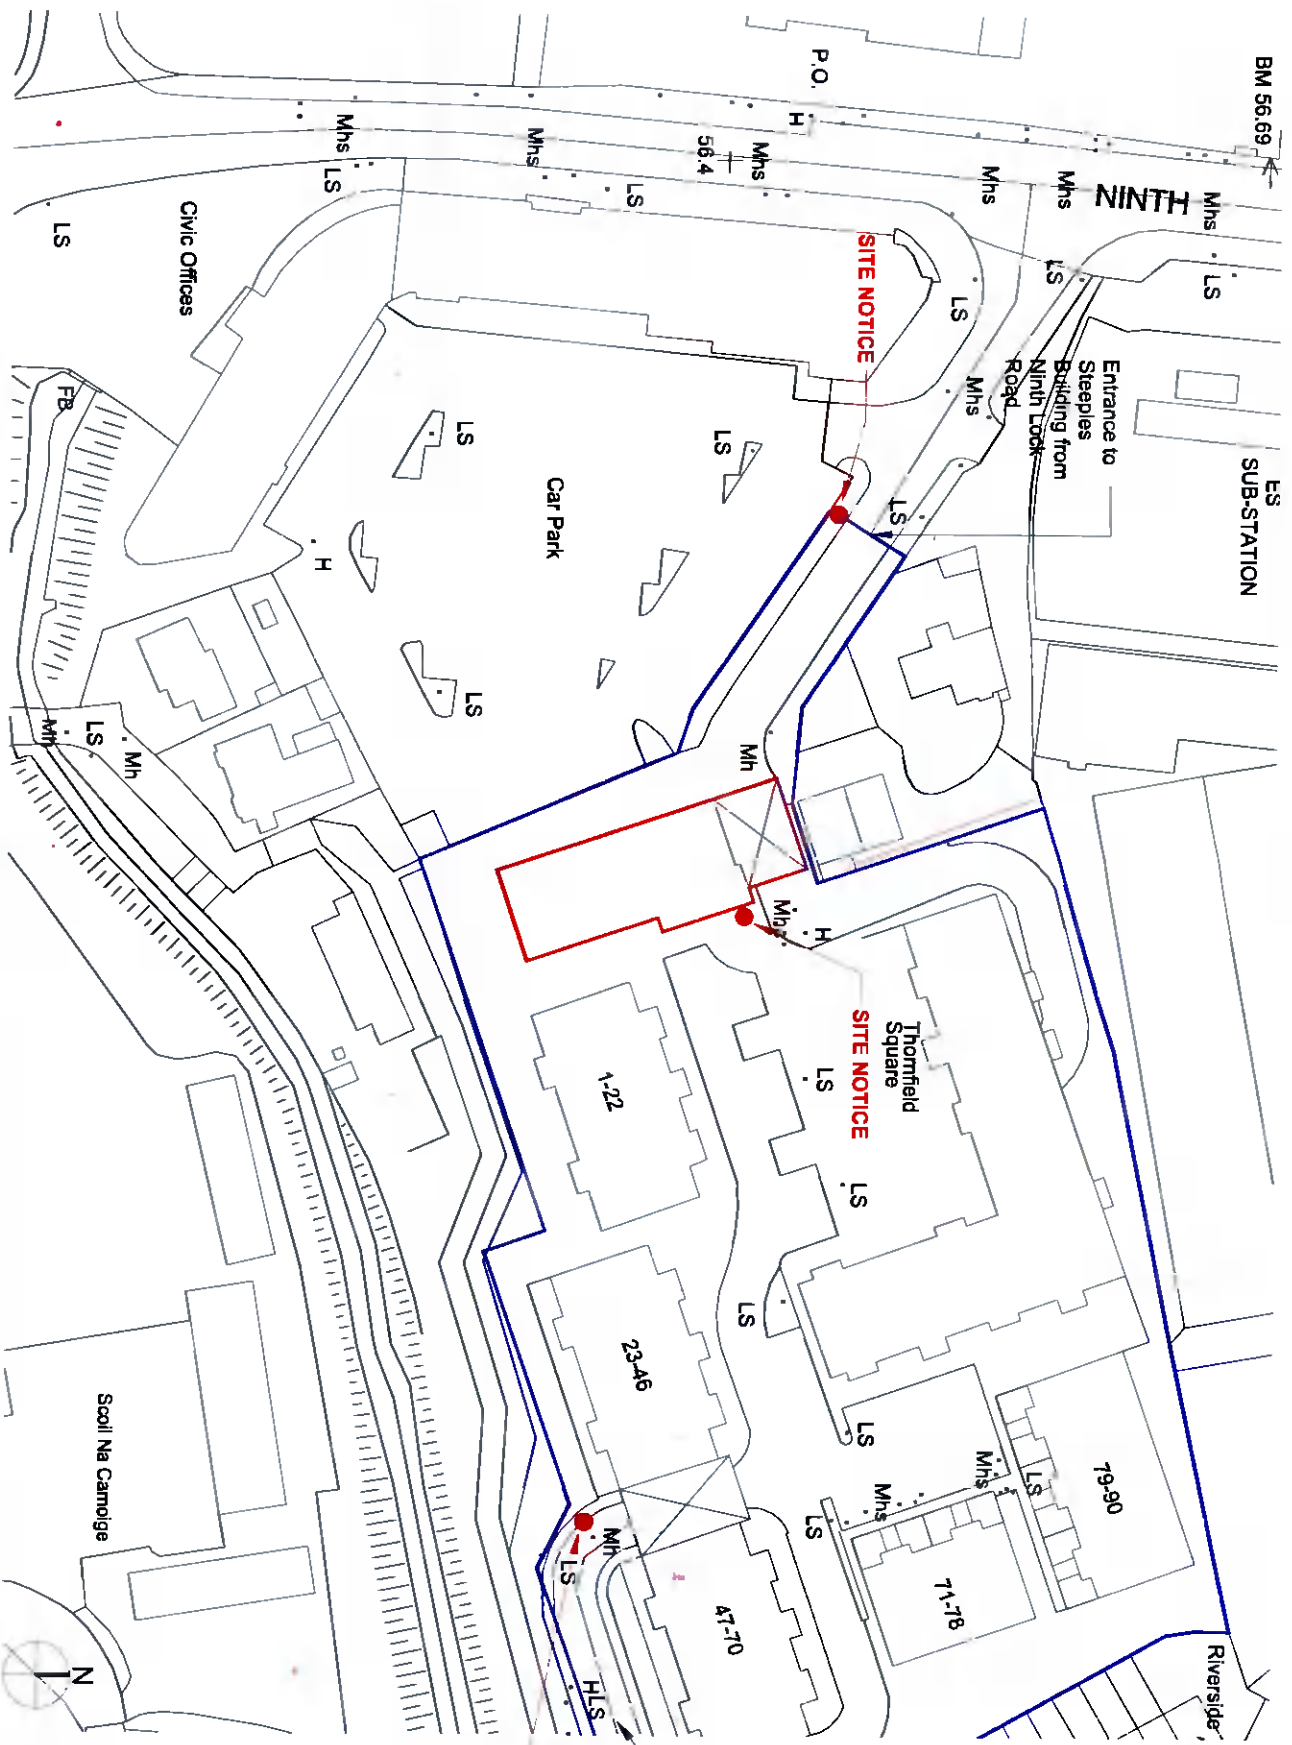 BM 56.69
P.O.
H
Mhs
Mhs
56.4
Mhs
Mhs
Mhs
NINTH
Mhs
LS
LS
LS
LS
Civic Offices
SITE NOTICE
LS
LS
Mhs
Entrance to
Steeples
Building from
Ninth Lock
Road
ES
SUB-STATION
FB
LS
LS
Car Park
LS
H
LS
Mh
LS
Mh
Mh
Mhs
H
SITE NOTICE
Thornfield
Square
LS
1-22
LS
LS
23-46
LS
Mhs
LS
79-90
Mhs
LS
71-78
Mh
LS
47-70
Scoil Na Camoige
Riverside
HLS
N